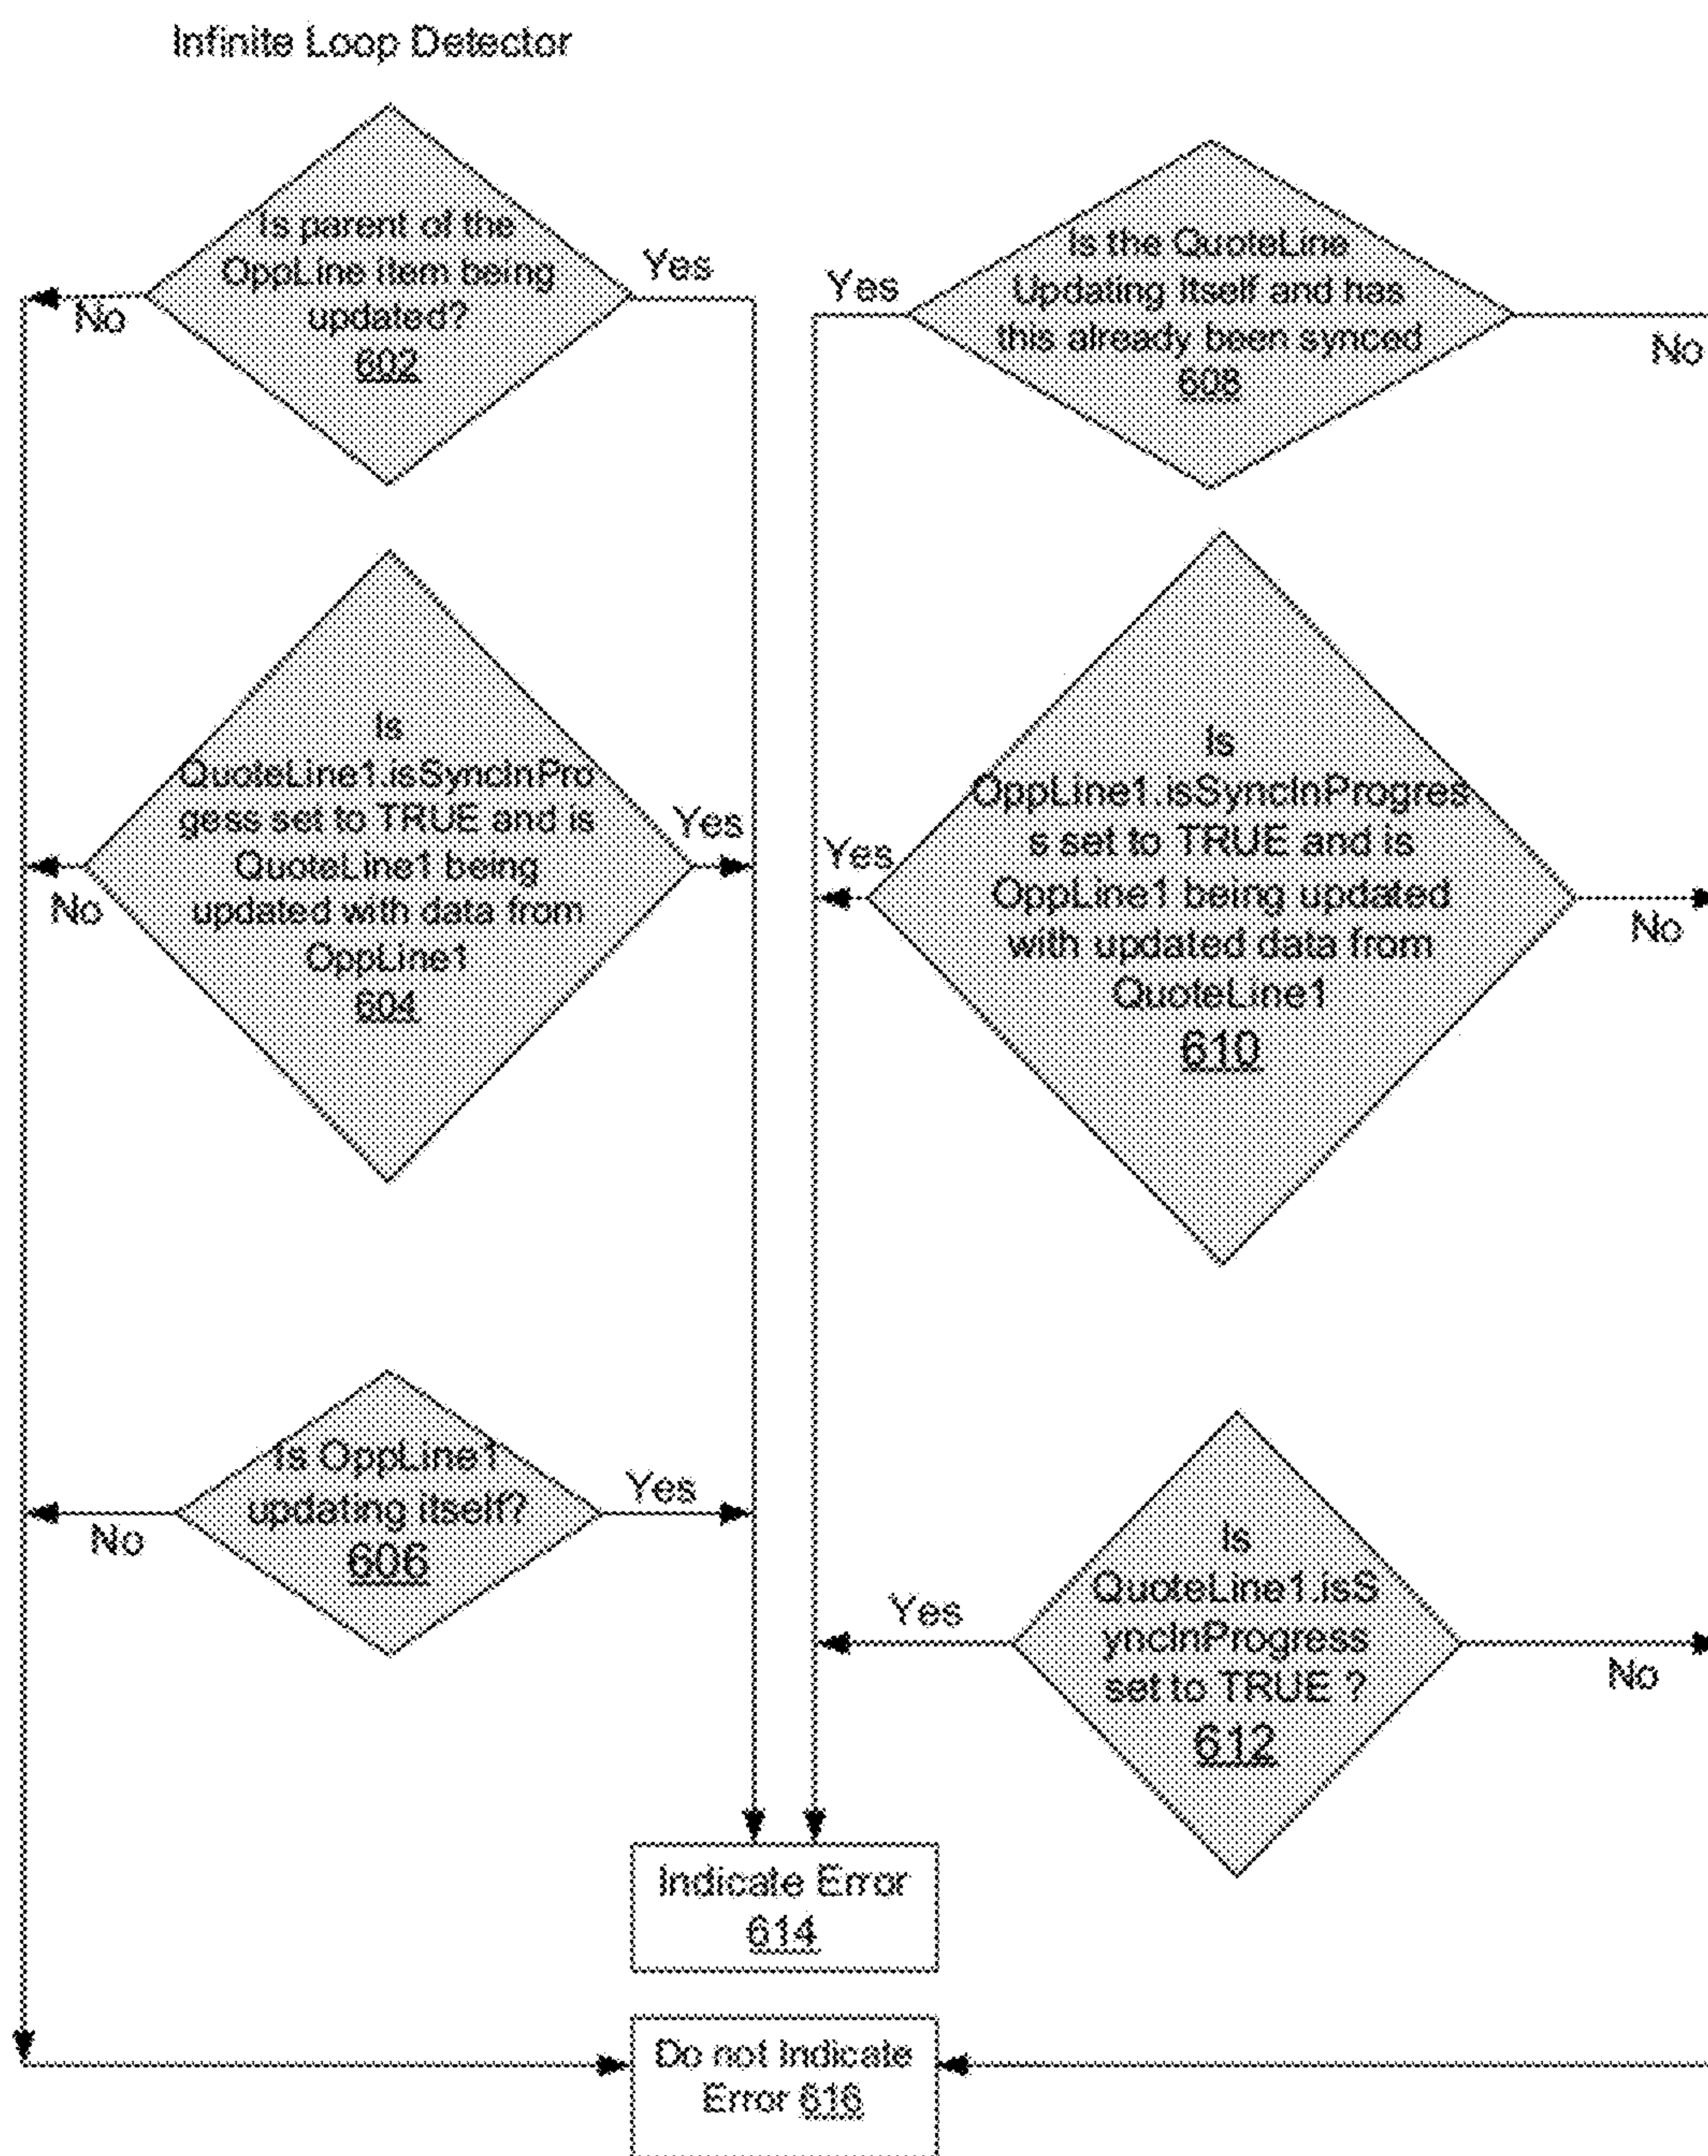 Infinite Loop Detector
Is parent of the
OppLine item being
updated?
602
Yes
No
Is
QuoteLine1.isSyncInPro
gess set to TRUE and is
QuoteLine1 being
updated with data from
OppLine1
604
Yes
No
Is OppLine1
updating itself?
606
Yes
No
Is the QuoteLine
Updating Itself and has
this already been synced
608
Yes
No
Is
OppLine1.isSyncInProgres
s set to TRUE and is
OppLine1 being updated
with updated data from
QuoteLine1
610
Yes
No
Is
QuoteLine1.isS
yncInProgress
set to TRUE ?
612
Yes
No
Indicate Error
614
Do not Indicate
Error 616